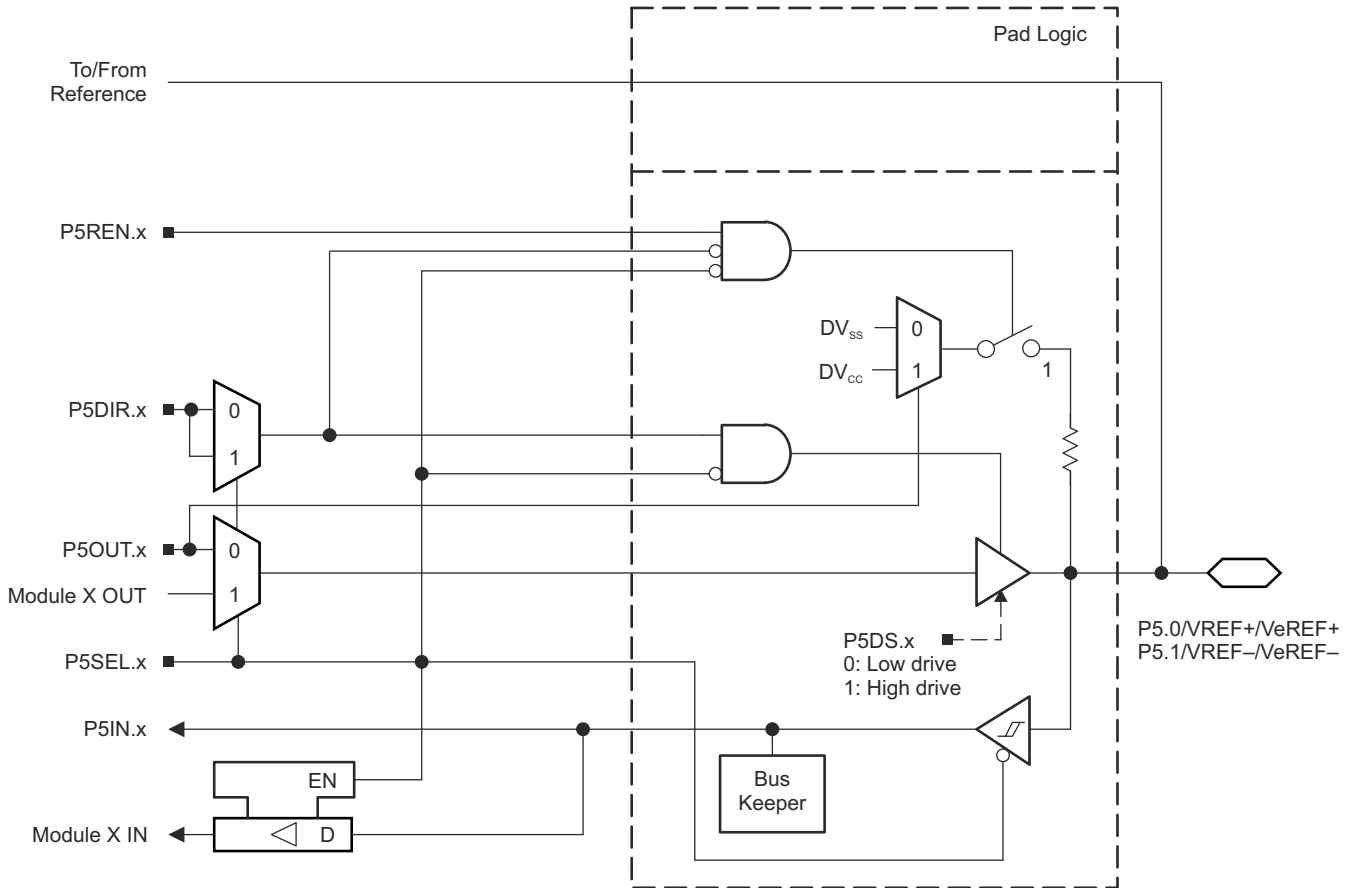 Pad Logic
To/From
Reference
P5REN.x
DVss
0
DVcc
1
1
P5DIR.x
0
1
P5OUT.x
0
Module X OUT
1
P5DS.x
0: Low drive
1: High drive
P5.0/VREF+/VeREF+
P5.1/VREF–/VeREF–
P5SEL.x
P5IN.x
EN
Bus
Keeper
Module X IN
D